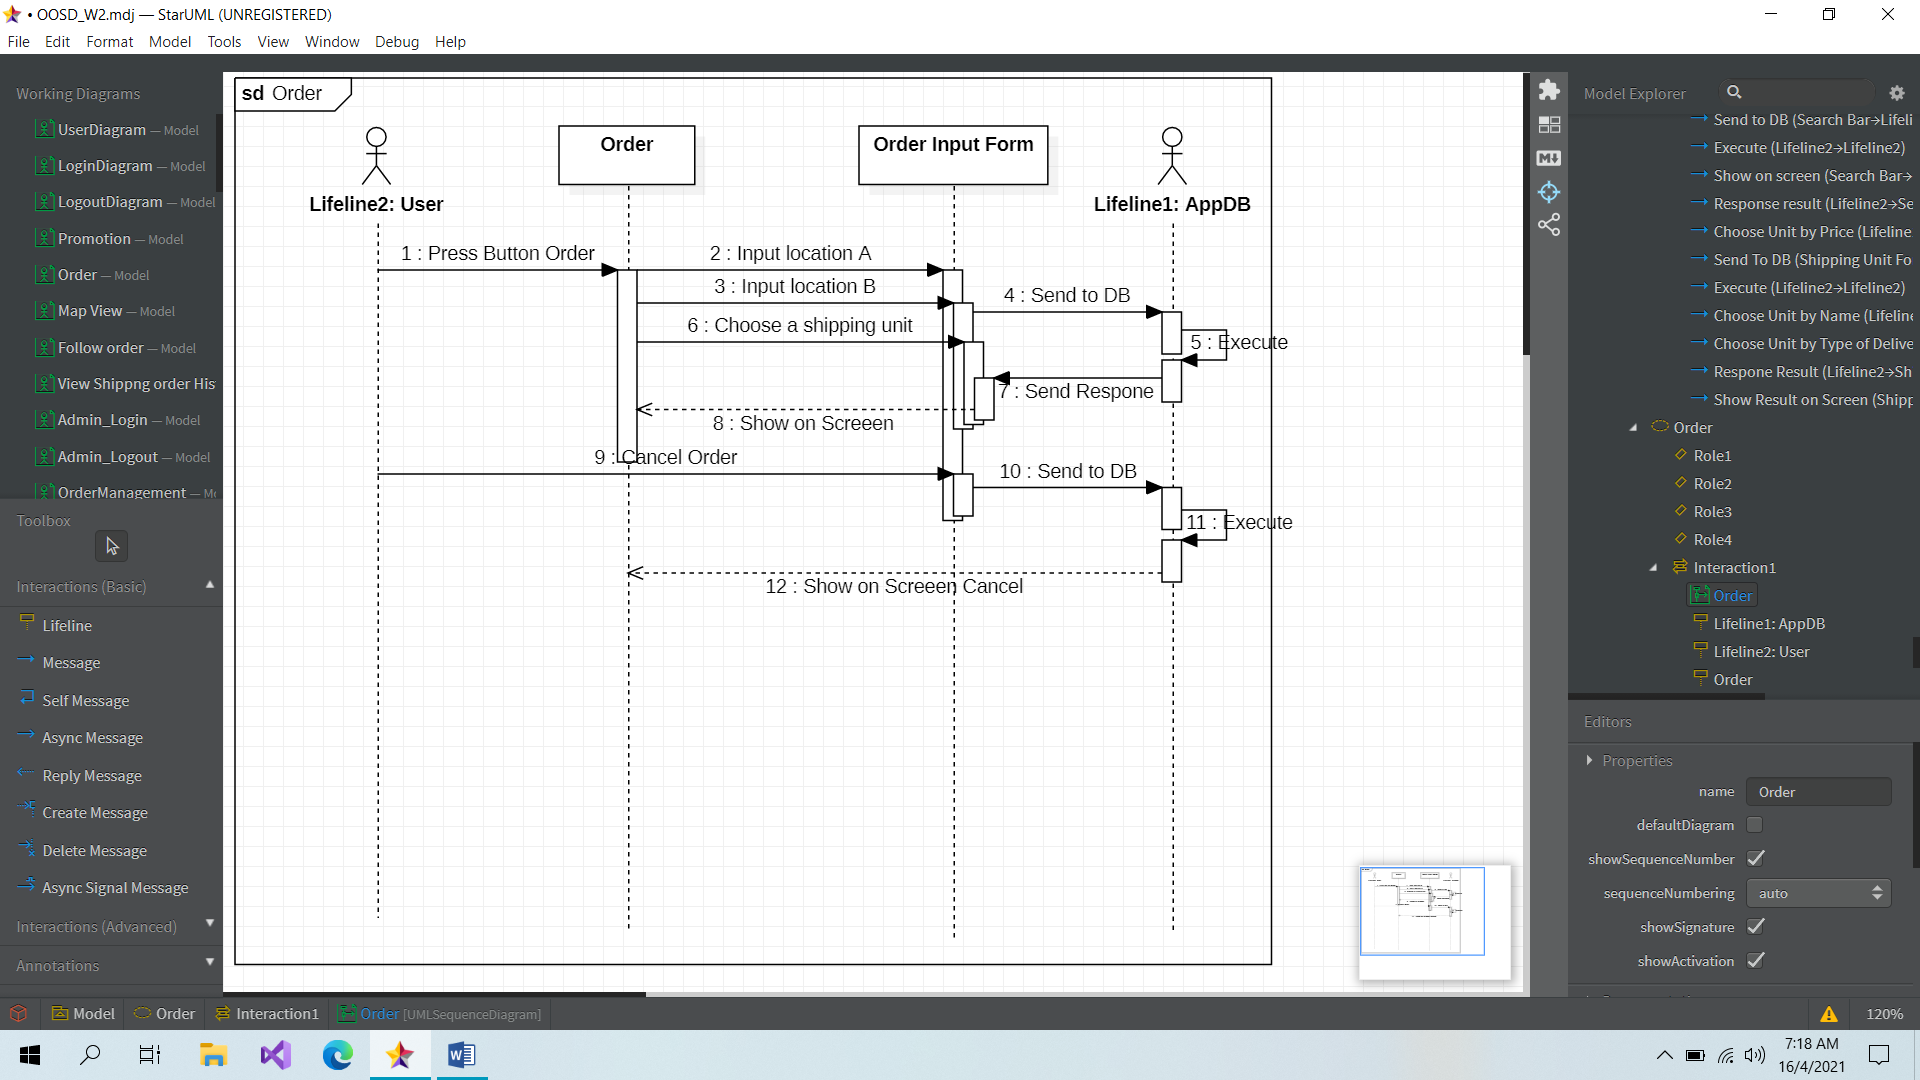 • OOSD_W2.mdj — StarUML (UNREGISTERED)
File Edit Format Model Tools View Window Debug Help
Working Diagrams
UserDiagram — Model
LoginDiagram — Model
LogoutDiagram — Model
Promotion — Model
Order — Model
Map View — Model
Follow order — Model
View Shippng order His
Admin_Login — Model
Admin_Logout — Model
OrderManagement — Mo
Toolbox
Interactions (Basic)
Lifeline
Message
Self Message
Async Message
Reply Message
Create Message
Delete Message
Async Signal Message
Interactions (Advanced)
Annotations
sd Order
Lifeline2: User
Order
Order Input Form
Lifeline1: AppDB
1 : Press Button Order
2 : Input location A
3 : Input location B
4 : Send to DB
6 : Choose a shipping unit
5 : Execute
7 : Send Respone
8 : Show on Screeen
9 : Cancel Order
10 : Send to DB
11 : Execute
12 : Show on Screeen Cancel
M
Model Explorer
Send to DB (Search Bar→Lifeli
Execute (Lifeline2→Lifeline2)
Show on screen (Search Bar→
Response result (Lifeline2→Se
Choose Unit by Price (Lifeline
Send To DB (Shipping Unit Fo
Execute (Lifeline2→Lifeline2)
Choose Unit by Name (Lifeline
Choose Unit by Type of Delive
Respone Result (Lifeline2→Sh
Show Result on Screen (Shipp
Order
Role1
Role2
Role3
Role4
Interaction1
Order
Lifeline1: AppDB
Lifeline2: User
Order
Editors
Properties
name Order
defaultDiagram
showSequenceNumber
sequenceNumbering auto
showSignature
showActivation
Model Order Interaction1 Order [UMLSequenceDiagram]
120%
7:18 AM
16/4/2021